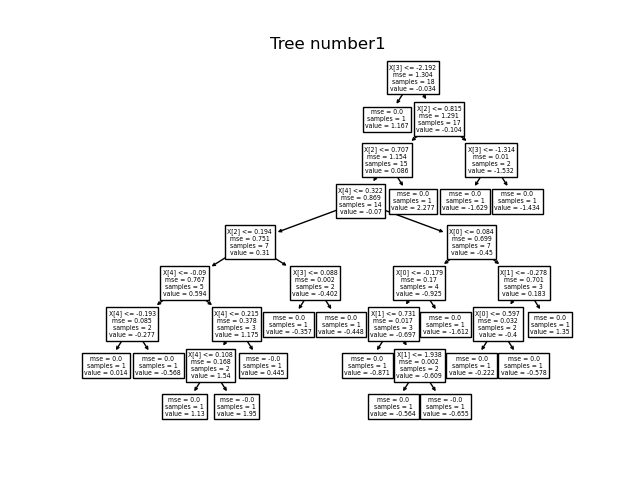 Tree number1
X[3] <= -2.192
mse = 1.304
samples = 18
value = -0.034
mse = 0.0
samples = 1
value = 1.167
X[2] <= 0.815
mse = 1.291
samples = 17
value = -0.104
X[2] <= 0.707
mse = 1.154
samples = 15
value = 0.086
X[3] <= -1.314
mse = 0.01
samples = 2
value = -1.532
X[4] <= 0.322
mse = 0.869
samples = 14
value = -0.07
mse = 0.0
samples = 1
value = 2.277
mse = 0.0
samples = 1
value = -1.629
mse = 0.0
samples = 1
value = -1.434
X[2] <= 0.194
mse = 0.751
samples = 7
value = 0.31
X[0] <= 0.084
mse = 0.699
samples = 7
value = -0.45
X[4] <= -0.09
mse = 0.767
samples = 5
value = 0.594
X[3] <= 0.088
mse = 0.002
samples = 2
value = -0.402
X[0] <= -0.179
mse = 0.17
samples = 4
value = -0.925
X[1] <= -0.278
mse = 0.701
samples = 3
value = 0.183
X[4] <= -0.193
mse = 0.085
samples = 2
value = -0.277
X[4] <= 0.215
mse = 0.378
samples = 3
value = 1.175
mse = 0.0
samples = 1
value = -0.357
mse = 0.0
samples = 1
value = -0.448
X[1] <= 0.731
mse = 0.017
samples = 3
value = -0.697
mse = 0.0
samples = 1
value = -1.612
X[0] <= 0.597
mse = 0.032
samples = 2
value = -0.4
mse = 0.0
samples = 1
value = 1.35
mse = 0.0
samples = 1
value = 0.014
mse = 0.0
samples = 1
value = -0.568
X[4] <= 0.108
mse = 0.168
samples = 2
value = 1.54
mse = -0.0
samples = 1
value = 0.445
mse = 0.0
samples = 1
value = -0.871
X[1] <= 1.938
mse = 0.002
samples = 2
value = -0.609
mse = 0.0
samples = 1
value = -0.222
mse = 0.0
samples = 1
value = -0.578
mse = 0.0
samples = 1
value = 1.13
mse = -0.0
samples = 1
value = 1.95
mse = 0.0
samples = 1
value = -0.564
mse = -0.0
samples = 1
value = -0.655